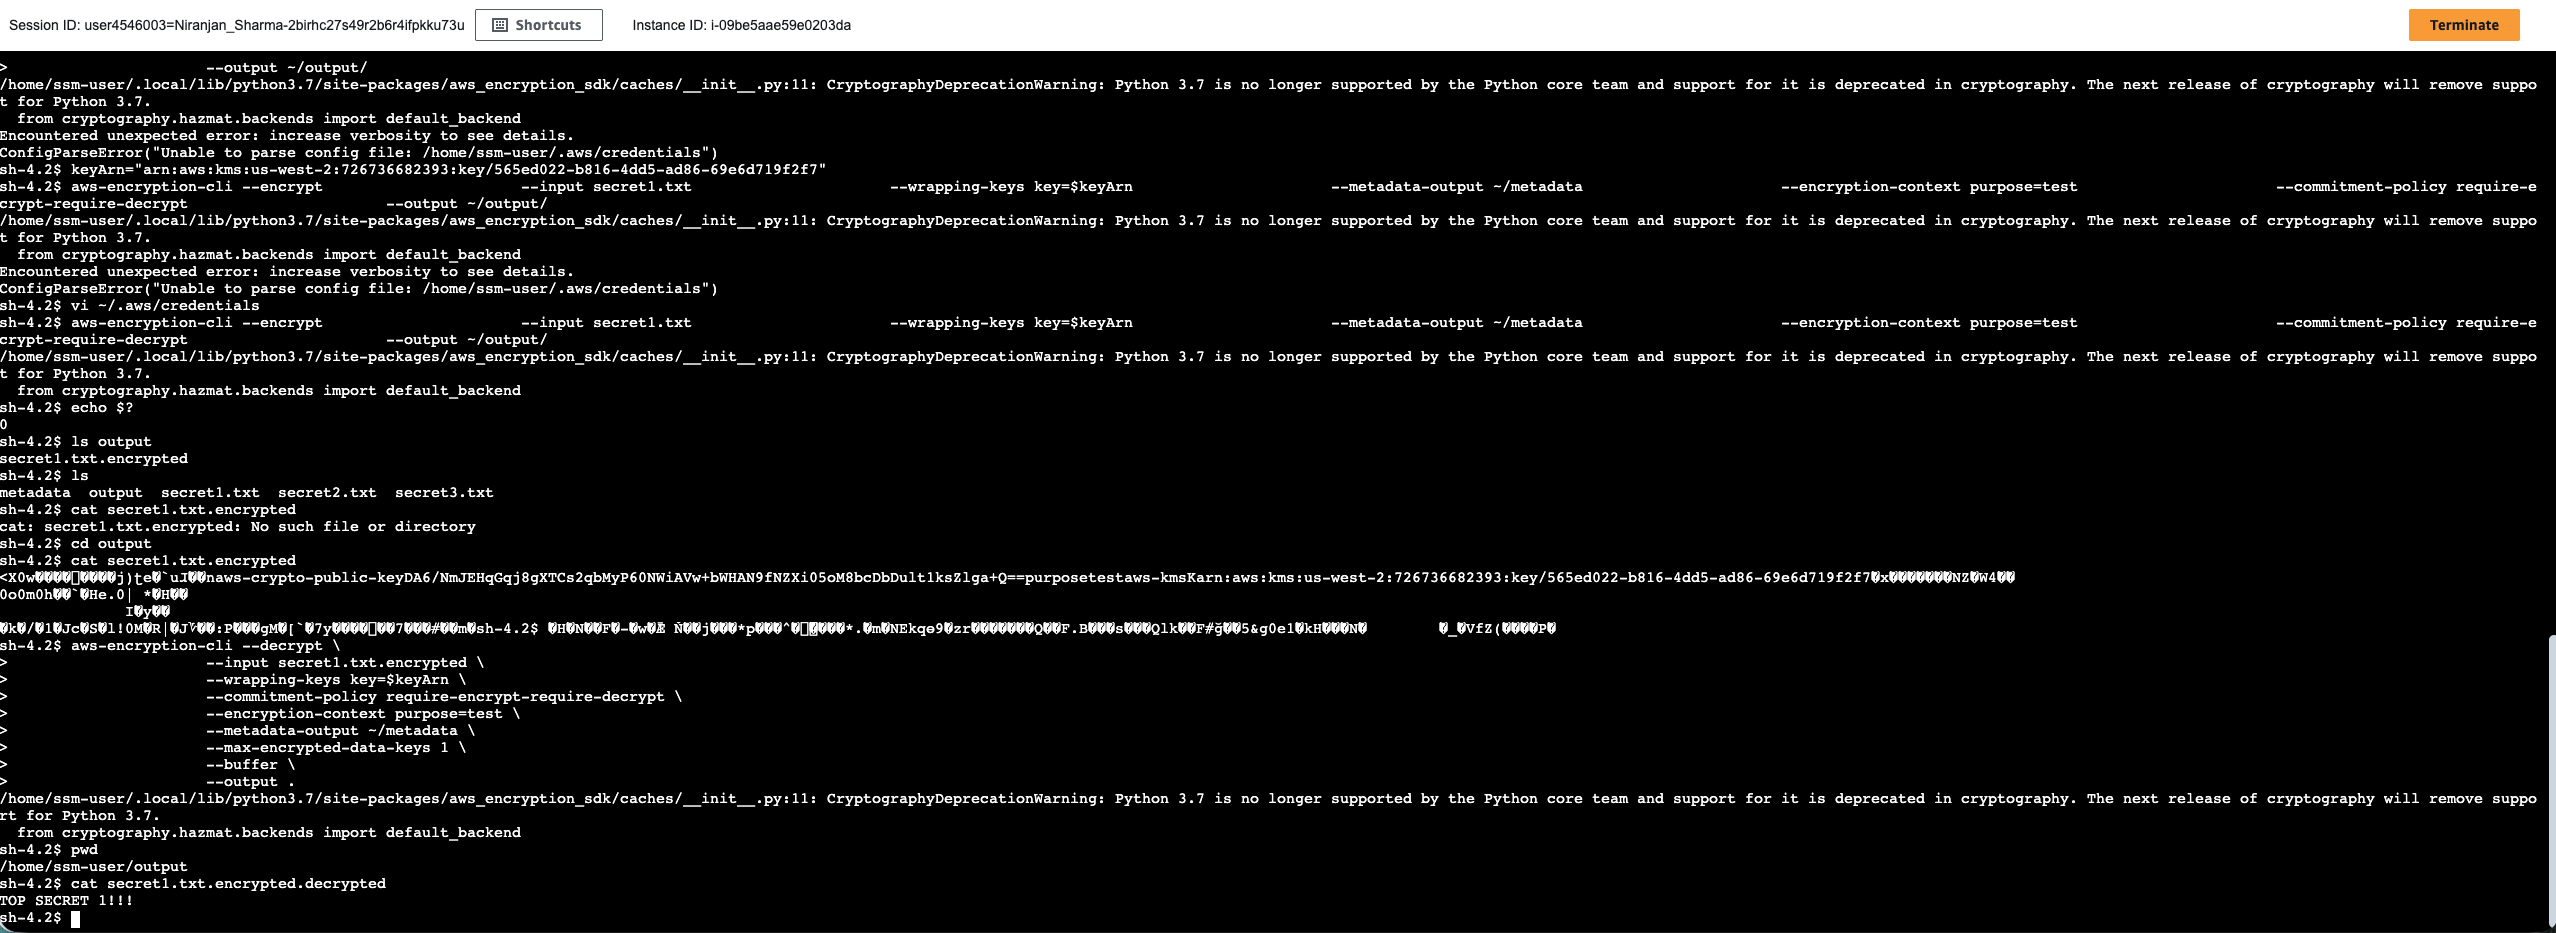 Session ID: user4546003=Niranjan_Sharma-2birhc27s49r2b6r4ifpkku73u Shortcuts Instance ID: i-09be5aae59e0203da Terminate
> --output ~/output/
/home/ssm-user/.local/lib/python3.7/site-packages/aws_encryption_sdk/caches/__init__.py:11: CryptographyDeprecationWarning: Python 3.7 is no longer supported by the Python core team and support for it is deprecated in cryptography. The next release of cryptography will remove suppo
t for Python 3.7.
from cryptography.hazmat.backends import default_backend
Encountered unexpected error: increase verbosity to see details.
ConfigParseError("Unable to parse config file: /home/ssm-user/.aws/credentials")
sh-4.2$ keyArn="arn:aws:kms:us-west-2:726736682393:key/565ed022-b816-4dd5-ad86-69e6d719f2f7"
sh-4.2$ aws-encryption-cli --encrypt --input secret1.txt --wrapping-keys key=$keyArn --metadata-output ~/metadata --encryption-context purpose=test --commitment-policy require-e
crypt-require-decrypt --output ~/output/
/home/ssm-user/.local/lib/python3.7/site-packages/aws_encryption_sdk/caches/__init__.py:11: CryptographyDeprecationWarning: Python 3.7 is no longer supported by the Python core team and support for it is deprecated in cryptography. The next release of cryptography will remove suppo
t for Python 3.7.
from cryptography.hazmat.backends import default_backend
Encountered unexpected error: increase verbosity to see details.
ConfigParseError("Unable to parse config file: /home/ssm-user/.aws/credentials")
sh-4.2$ vi ~/.aws/credentials
sh-4.2$ aws-encryption-cli --encrypt --input secret1.txt --wrapping-keys key=$keyArn --metadata-output ~/metadata --encryption-context purpose=test --commitment-policy require-e
crypt-require-decrypt --output ~/output/
/home/ssm-user/.local/lib/python3.7/site-packages/aws_encryption_sdk/caches/__init__.py:11: CryptographyDeprecationWarning: Python 3.7 is no longer supported by the Python core team and support for it is deprecated in cryptography. The next release of cryptography will remove suppo
t for Python 3.7.
from cryptography.hazmat.backends import default_backend
sh-4.2$ echo $?
0
sh-4.2$ ls output
secret1.txt.encrypted
sh-4.2$ ls
metadata output secret1.txt secret2.txt secret3.txt
sh-4.2$ cat secret1.txt.encrypted
cat: secret1.txt.encrypted: No such file or directory
sh-4.2$ cd output
sh-4.2$ cat secret1.txt.encrypted
sh-4.2$ aws-encryption-cli --decrypt \
> --input secret1.txt.encrypted \
> --wrapping-keys key=$keyArn \
> --commitment-policy require-encrypt-require-decrypt \
> --encryption-context purpose=test \
> --metadata-output ~/metadata \
> --max-encrypted-data-keys 1 \
> --buffer \
> --output .
/home/ssm-user/.local/lib/python3.7/site-packages/aws_encryption_sdk/caches/__init__.py:11: CryptographyDeprecationWarning: Python 3.7 is no longer supported by the Python core team and support for it is deprecated in cryptography. The next release of cryptography will remove suppo
rt for Python 3.7.
from cryptography.hazmat.backends import default_backend
sh-4.2$ pwd
/home/ssm-user/output
sh-4.2$ cat secret1.txt.encrypted.decrypted
TOP SECRET 1!!!
sh-4.2$